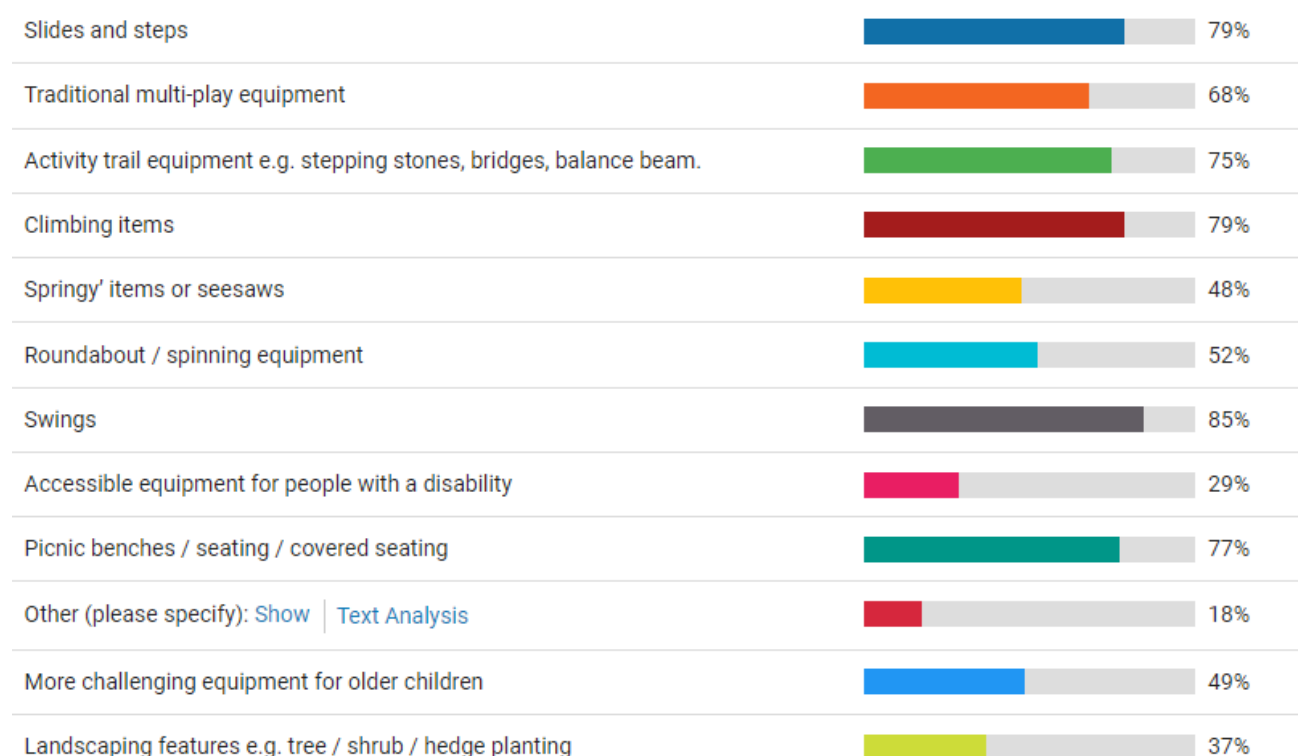 Slides and steps 79%
Traditional multi-play equipment 68%
Activity trail equipment e.g. stepping stones, bridges, balance beam. 75%
Climbing items 79%
Springy’ items or seesaws 48%
Roundabout / spinning equipment 52%
Swings 85%
Accessible equipment for people with a disability 29%
Picnic benches / seating / covered seating 77%
Other (please specify): Show Text Analysis 18%
More challenging equipment for older children 49%
Landscaping features e.g. tree / shrub / hedge planting 37%